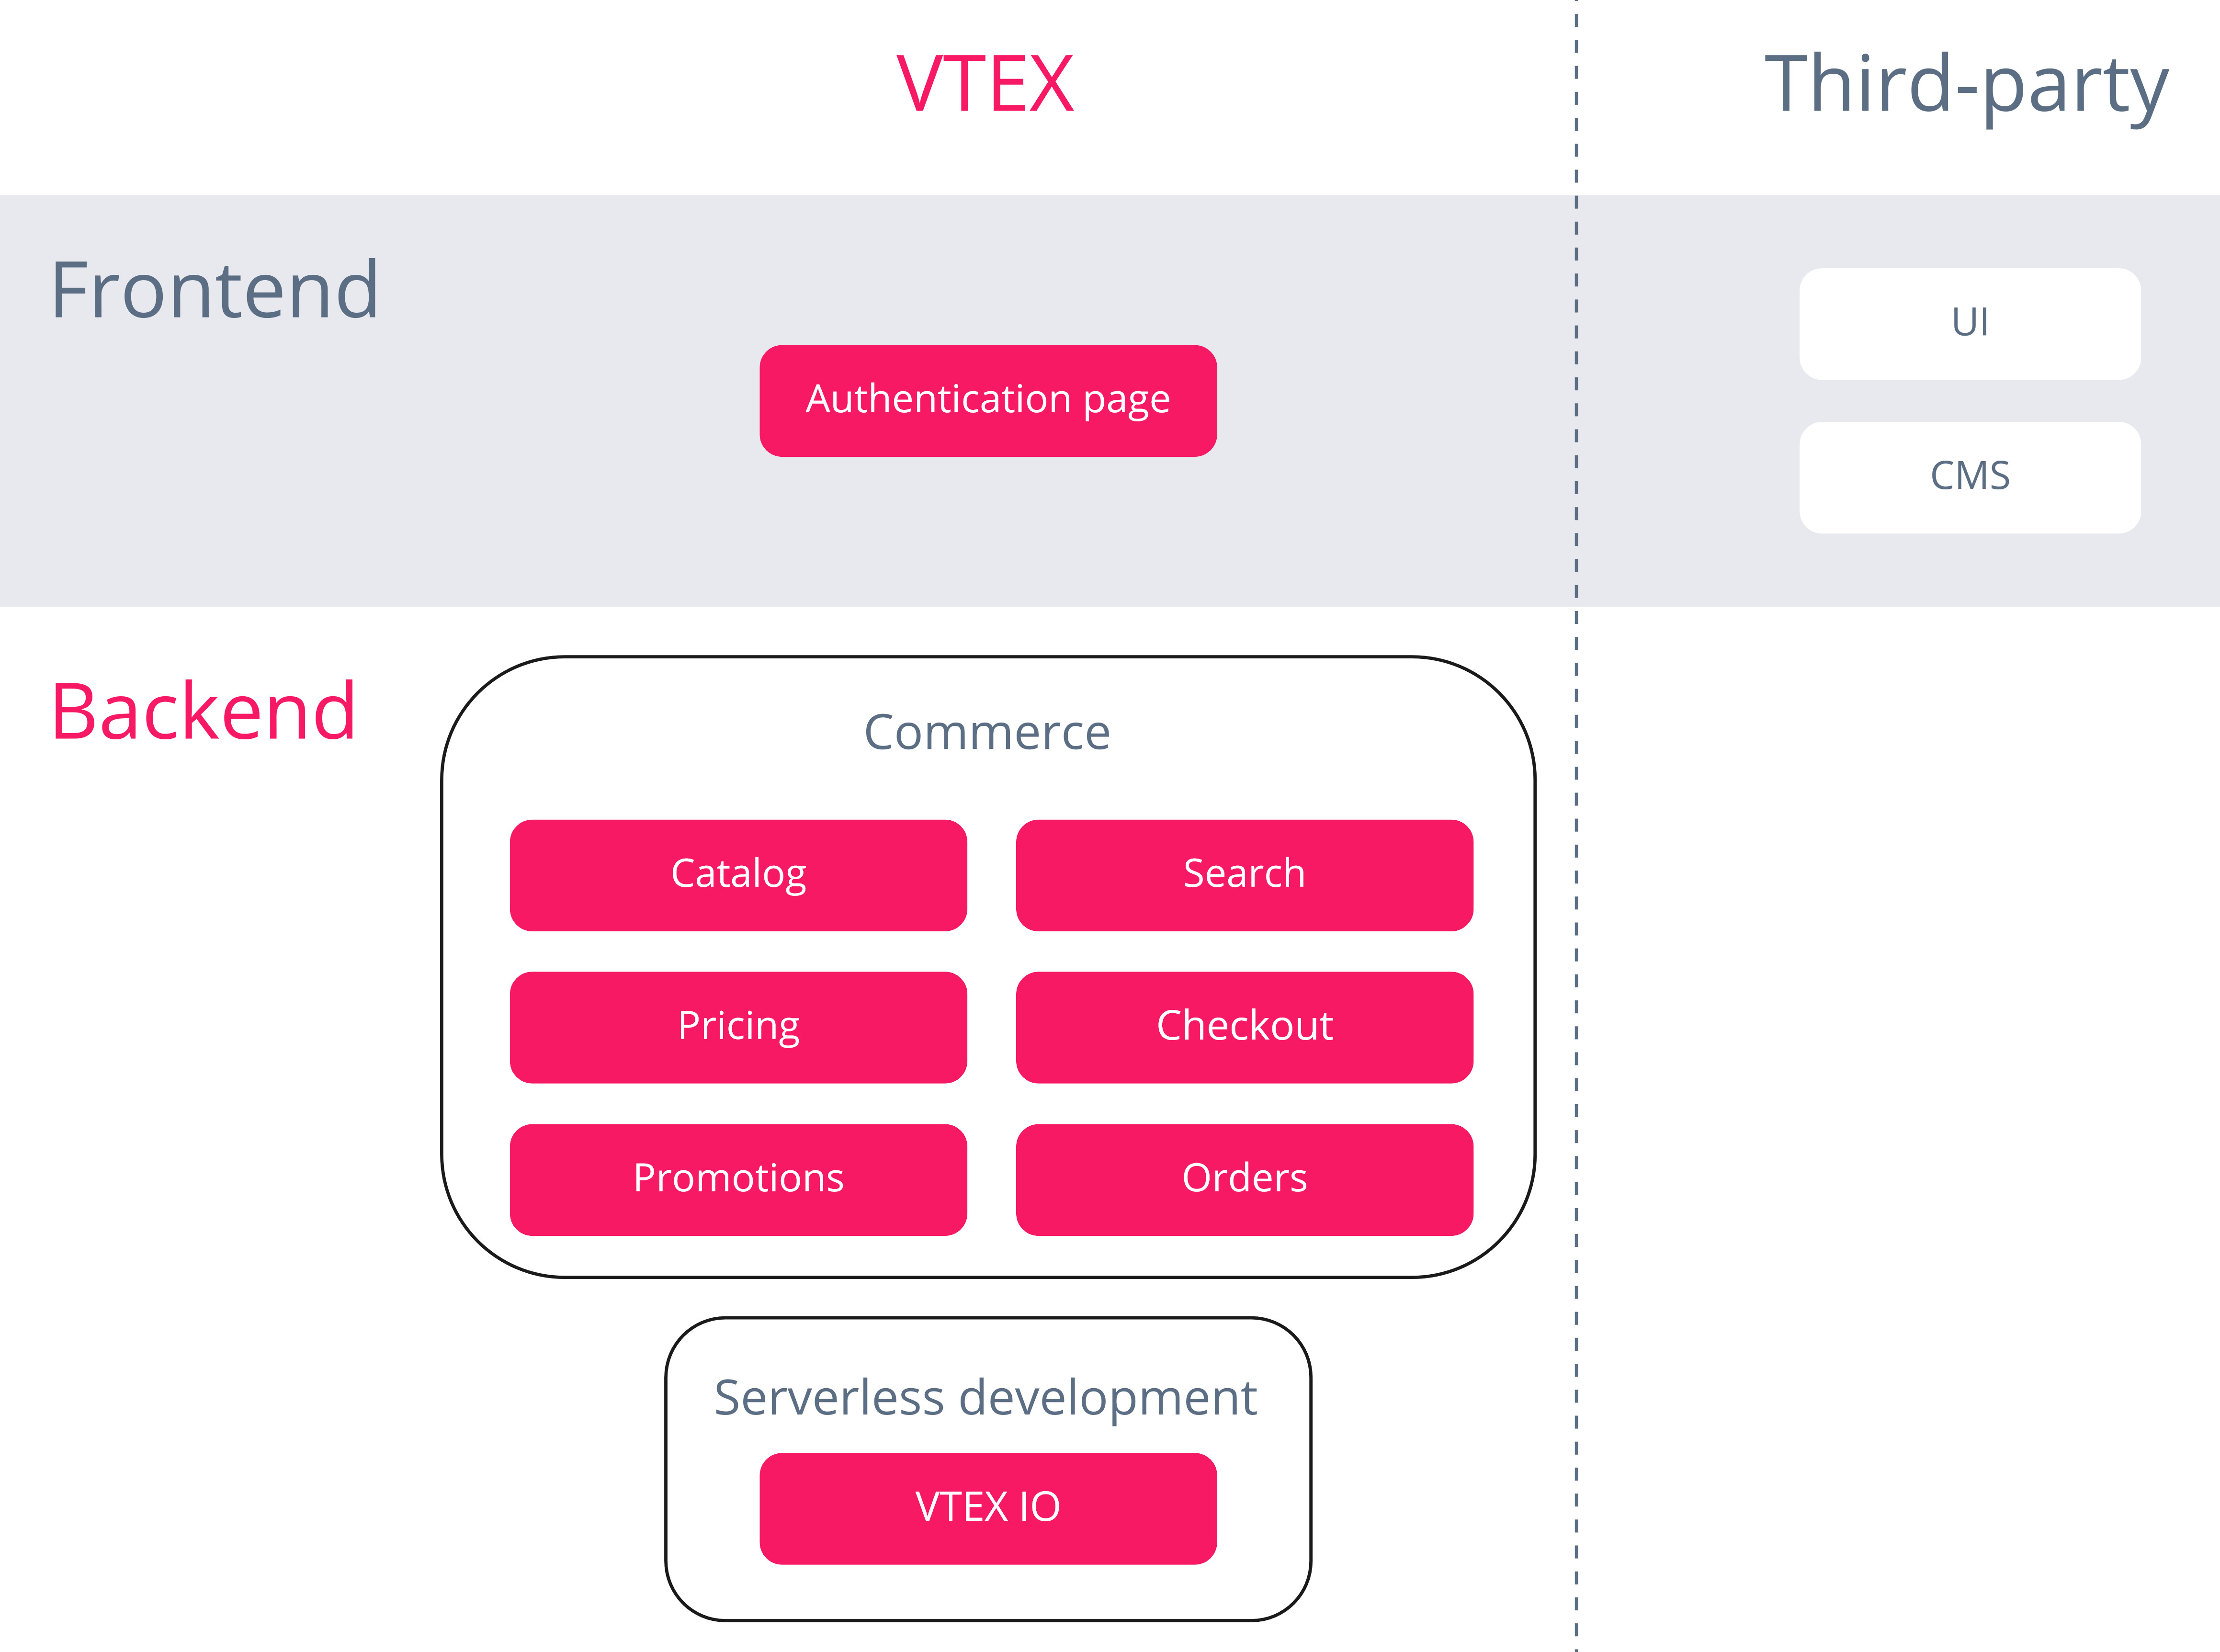 VTEX
Third-party
Frontend
Authentication page
UI
CMS
Backend
Commerce
Catalog
Search
Pricing
Checkout
Promotions
Orders
Serverless development
VTEX IO